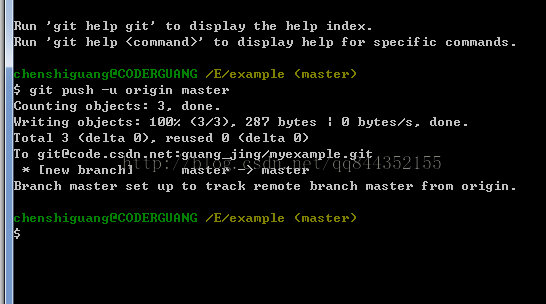 Run 'git help git' to display the help index.
Run 'git help <command>' to display help for specific commands.
chenshiguang@CODERGUANG /E/example (master)
$ git push -u origin master
Counting objects: 3, done.
Writing objects: 100% (3/3), 287 bytes ¦ 0 bytes/s, done.
Total 3 (delta 0), reused 0 (delta 0)
To git@code.csdn.net:guang_jing/myexample.git
http://blog.csdn.net/qq844352155
* [new branch] master -> master
Branch master set up to track remote branch master from origin.
chenshiguang@CODERGUANG /E/example (master)
$